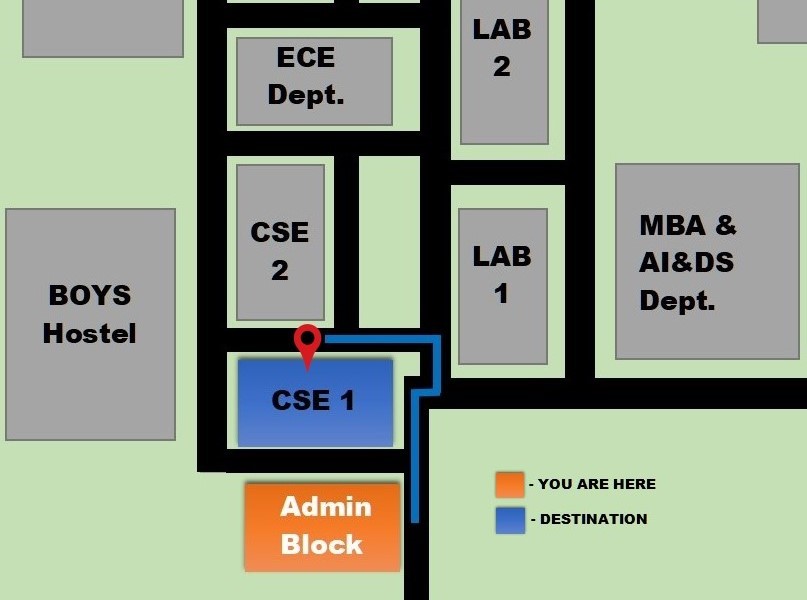 ECE
Dept.
LAB
2
CSE
2
LAB
1
MBA &
AI&DS
Dept.
BOYS
Hostel
CSE 1
Admin
Block
- YOU ARE HERE
- DESTINATION